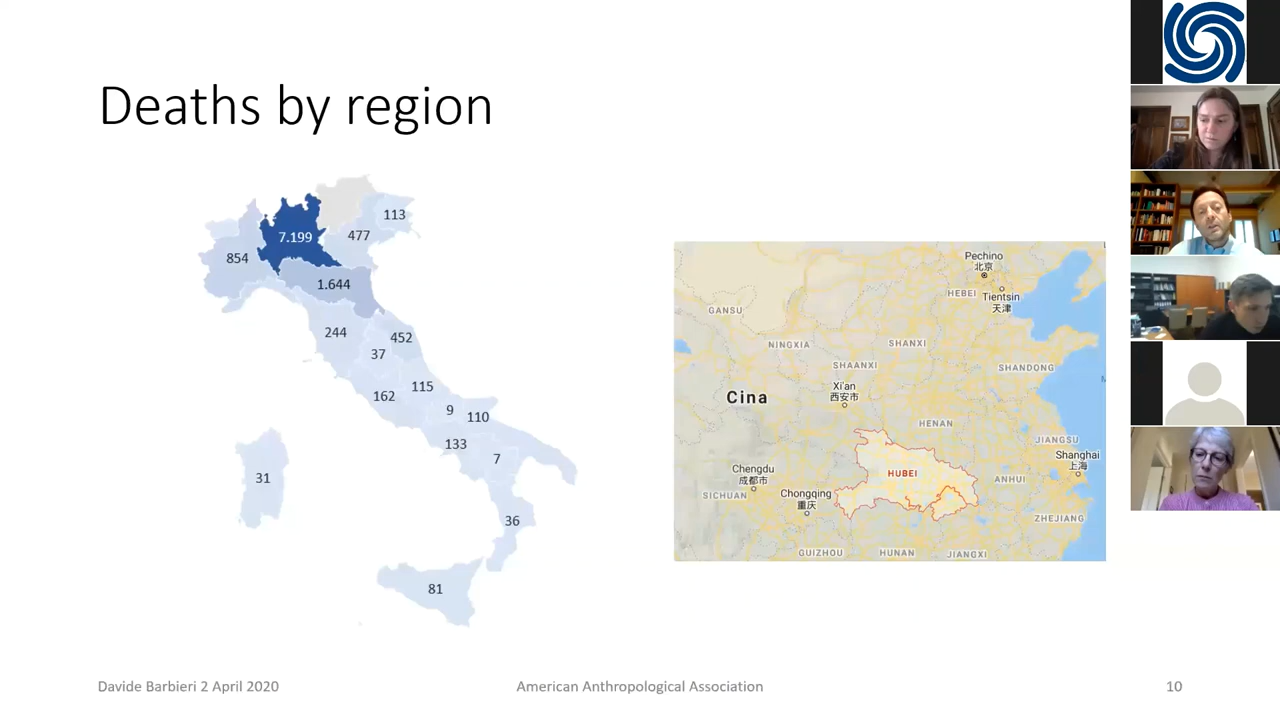 Deaths by region
113
7.199
477
854
1.644
244
452
37
115
162
9
110
133
7
31
36
81
Pechino
北京
HEBEI
Tientsin
天津
GANSU
NINGXIA
SHANXI
SHAANXI
SHANDONG
Xi'an
西安市
Cina
HENAN
JIANGSU
Shanghai
上海
HUBEI
Chengdu
成都市
ANHUI
SICHUAN
Chongqing
重庆
ZHEJIANG
GUIZHOU
HUNAN
JIANGXI
Davide Barbieri 2 April 2020
American Anthropological Association
10